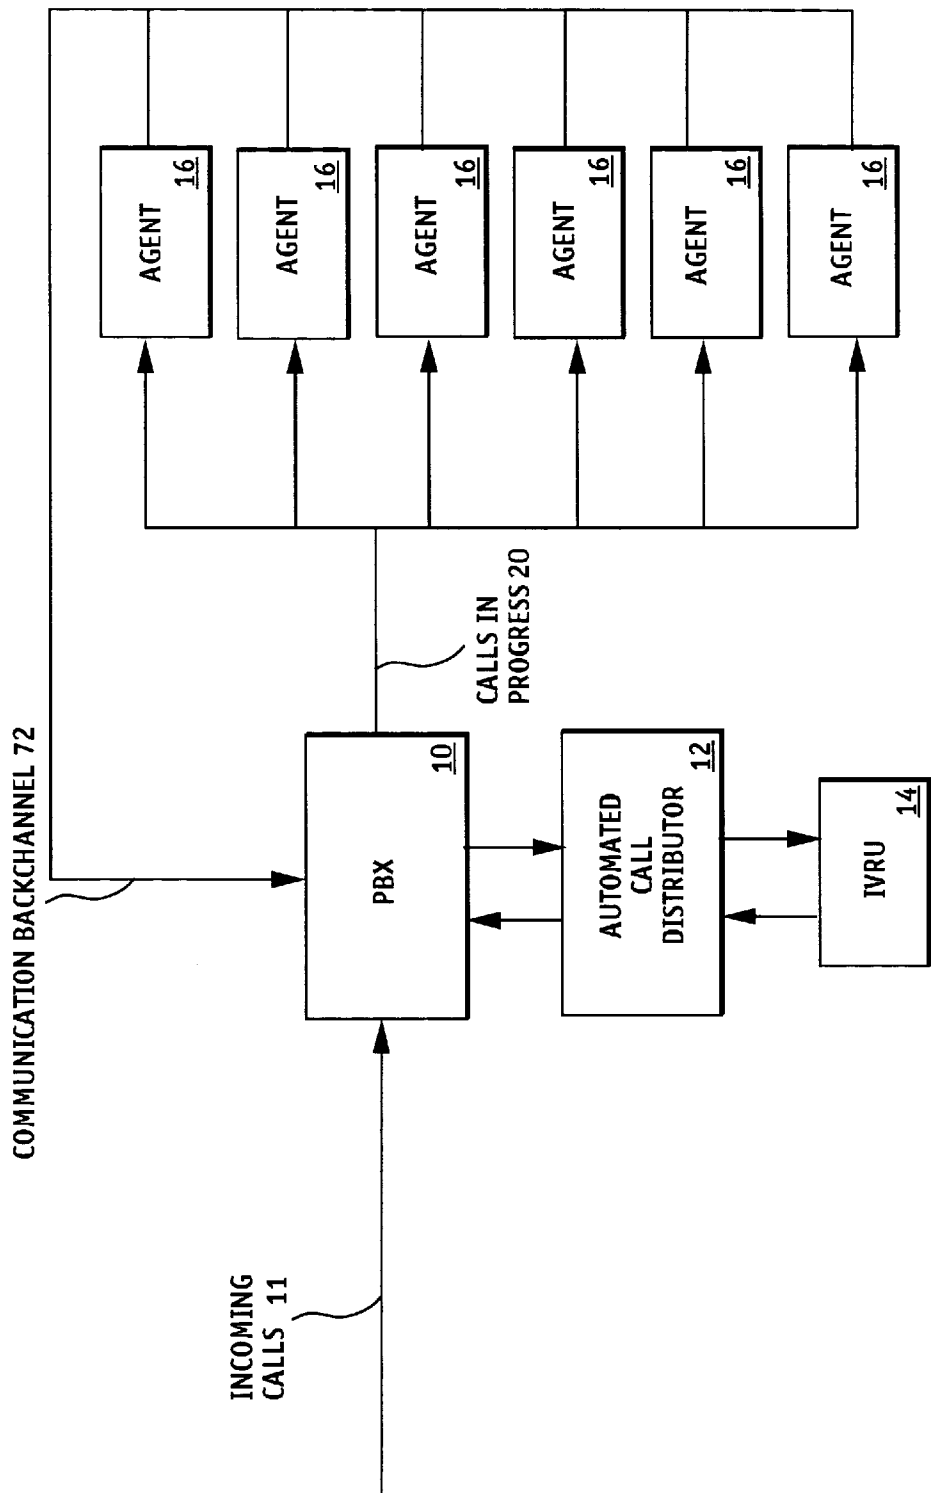 COMMUNICATION BACKCHANNEL 72
INCOMING
CALLS 11
PBX
10
CALLS IN
PROGRESS 20
AUTOMATED
CALL
DISTRIBUTOR
12
IVRU
14
AGENT
16
AGENT
16
AGENT
16
AGENT
16
AGENT
16
AGENT
16